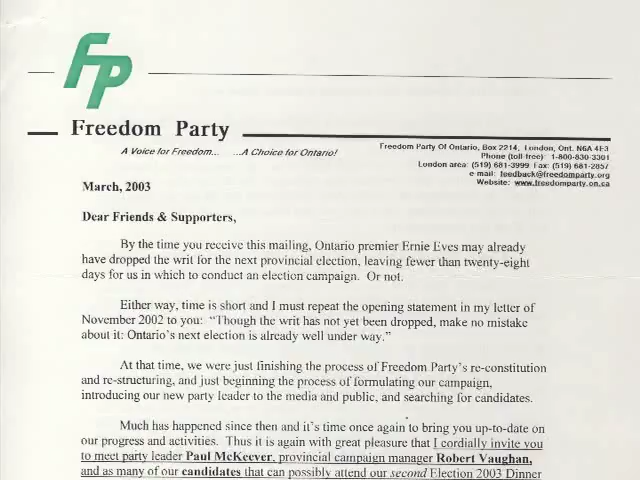 FP
Freedom Party
A Voice for Freedom... ...A Choice for Ontario!
Freedom Party Of Ontario, Box 2214, London, Ont. N6A 4E3
Phone (toll-free): 1-800-830-3301
London area: (519) 681-3999 Fax: (519) 681-2857
e-mail: feedback@freedomparty.org
Website: www.freedomparty.on.ca
March, 2003
Dear Friends & Supporters,
By the time you receive this mailing, Ontario premier Ernie Eves may already
have dropped the writ for the next provincial election, leaving fewer than twenty-eight
days for us in which to conduct an election campaign. Or not.
Either way, time is short and I must repeat the opening statement in my letter of
November 2002 to you: "Though the writ has not yet been dropped, make no mistake
about it: Ontario's next election is already well under way."
At that time, we were just finishing the process of Freedom Party's re-constitution
and re-structuring, and just beginning the process of formulating our campaign,
introducing our new party leader to the media and public, and searching for candidates.
Much has happened since then and it's time once again to bring you up-to-date on
our progress and activities. Thus it is again with great pleasure that I cordially invite you
to meet party leader Paul McKeever, provincial campaign manager Robert Vaughan,
and as many of our candidates that can possibly attend our second Election 2003 Dinner